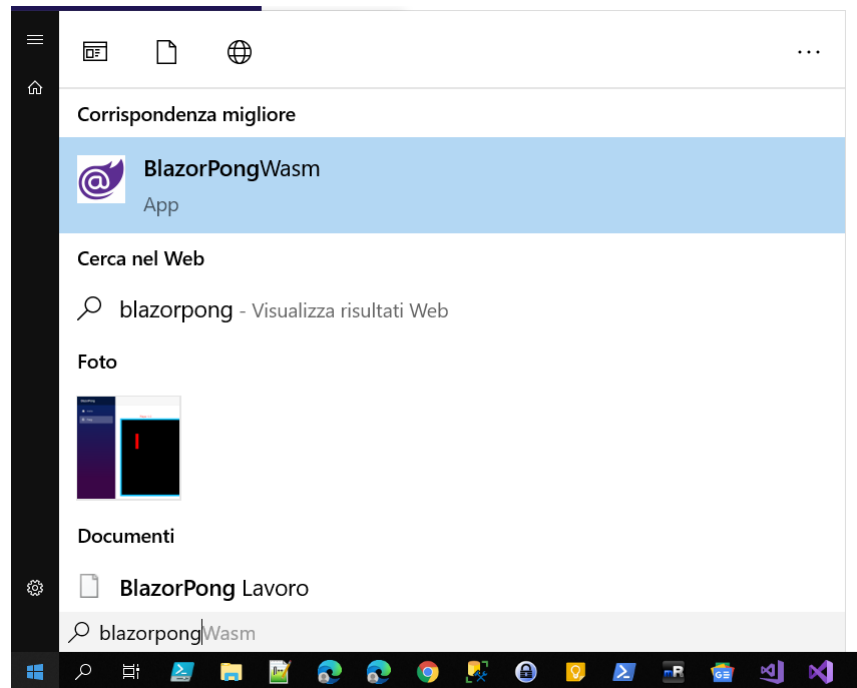 Corrispondenza migliore
BlazorPongWasm
App
Cerca nel Web
blazorpong - Visualizza risultati Web
Foto
Documenti
BlazorPong Lavoro
blazorpongWasm